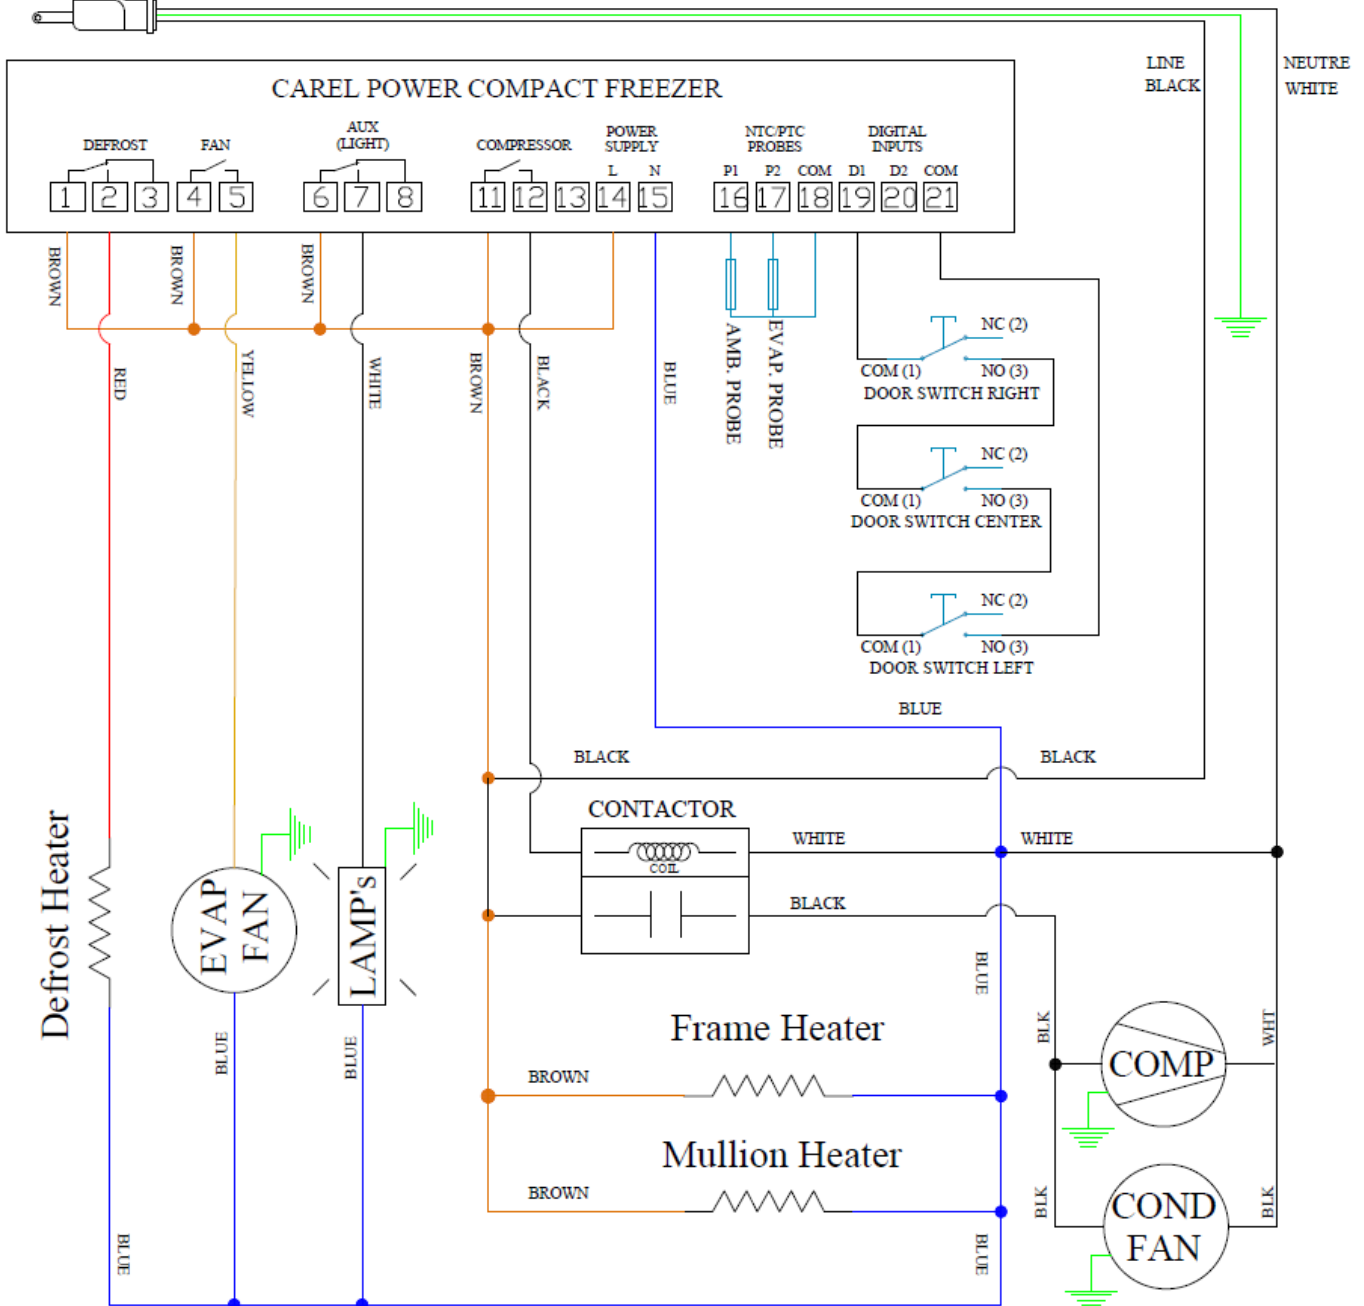 LINE
BLACK
NEUTRE
WHITE
CAREL POWER COMPACT FREEZER
DEFROST
FAN
AUX
(LIGHT)
COMPRESSOR
POWER
SUPPLY
L N
NTC/PTC
PROBES
P1 P2 COM
DIGITAL
INPUTS
D1 D2 COM
1 2 3 4 5 6 7 8 11 12 13 14 15 16 17 18 19 20 21
BROWN
BROWN
BROWN
RED
YELLOW
WHITE
BROWN
BLACK
BLUE
AMB. PROBE
EVAP. PROBE
NC (2)
COM (1)
NO (3)
DOOR SWITCH RIGHT
NC (2)
COM (1)
NO (3)
DOOR SWITCH CENTER
NC (2)
COM (1)
NO (3)
DOOR SWITCH LEFT
BLUE
BLACK
BLACK
CONTACTOR
COIL
WHITE
WHITE
BLACK
Defrost Heater
EVAP
FAN
LAMP's
BLUE
BLUE
BLUE
BLUE
BLUE
Frame Heater
BROWN
Mullion Heater
BROWN
BLK
COMP
WHT
BLK
COND
FAN
BLK